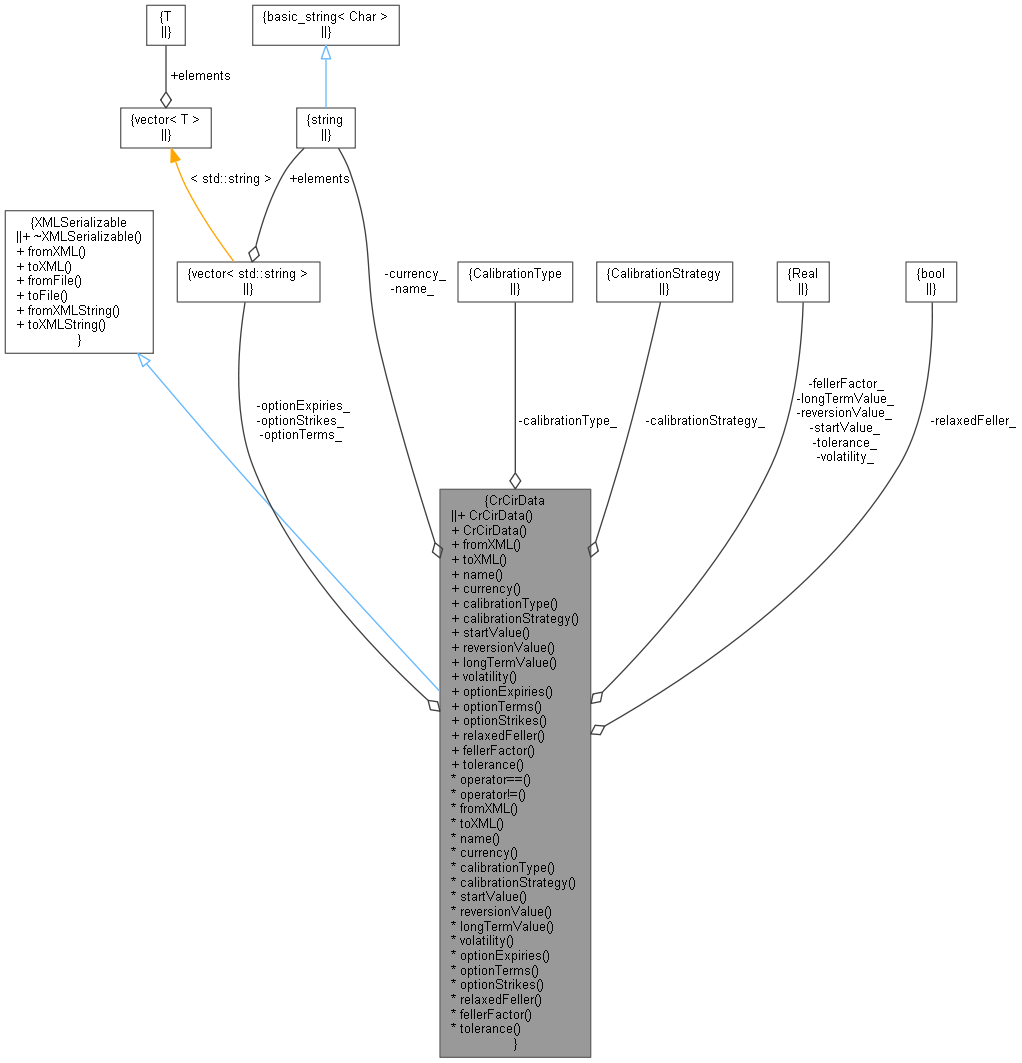 {T
||}
{basic_string< Char >
||}
+elements
{vector< T >
||}
{string
||}
< std::string >
+elements
{XMLSerializable
||+ ~XMLSerializable()
+ fromXML()
+ toXML()
+ fromFile()
+ toFile()
+ fromXMLString()
+ toXMLString()
}
{vector< std::string >
||}
-currency_
-name_
{CalibrationType
||}
{CalibrationStrategy
||}
{Real
||}
{bool
||}
-optionExpiries_
-optionStrikes_
-optionTerms_
-calibrationType_
-calibrationStrategy_
-fellerFactor_
-longTermValue_
-reversionValue_
-startValue_
-tolerance_
-volatility_
-relaxedFeller_
{CrCirData
||+ CrCirData()
+ CrCirData()
+ fromXML()
+ toXML()
+ name()
+ currency()
+ calibrationType()
+ calibrationStrategy()
+ startValue()
+ reversionValue()
+ longTermValue()
+ volatility()
+ optionExpiries()
+ optionTerms()
+ optionStrikes()
+ relaxedFeller()
+ fellerFactor()
+ tolerance()
* operator==()
* operator!=()
* fromXML()
* toXML()
* name()
* currency()
* calibrationType()
* calibrationStrategy()
* startValue()
* reversionValue()
* longTermValue()
* volatility()
* optionExpiries()
* optionTerms()
* optionStrikes()
* relaxedFeller()
* fellerFactor()
* tolerance()
}